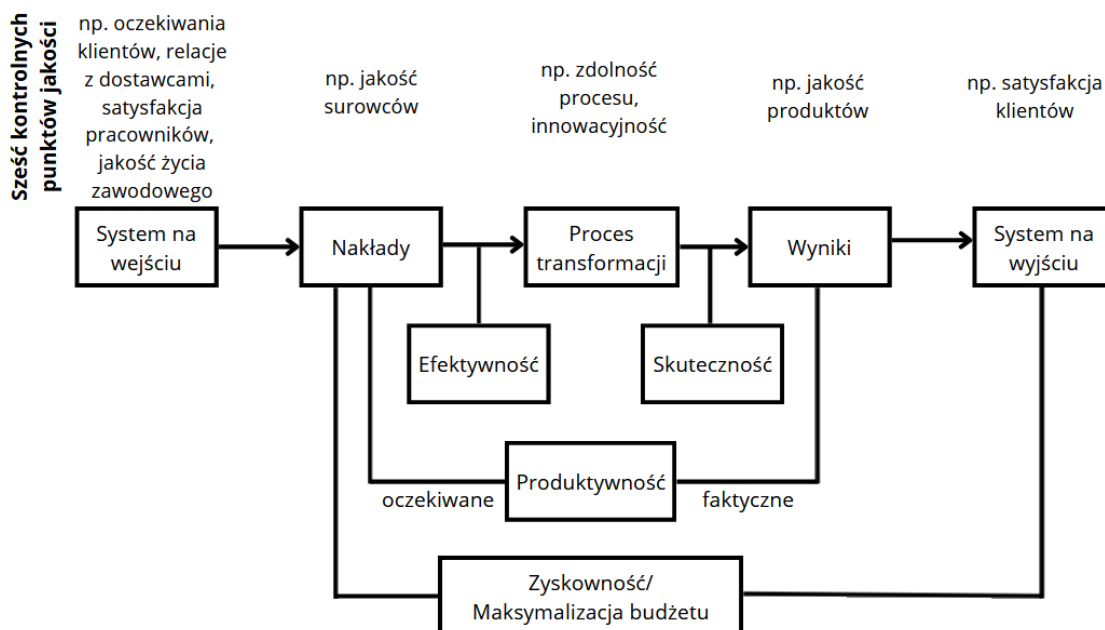 Sześć kontrolnych
punktów jakości
np. oczekiwania
klientów, relacje
z dostawcami,
satysfakcja
pracowników,
jakość życia
zawodowego
np. jakość
surowców
np. zdolność
procesu,
innowacyjność
np. jakość
produktów
np. satysfakcja
klientów
System na
wejściu
Nakłady
Proces
transformacji
Wyniki
System na
wyjściu
Efektywność
Skuteczność
Produktywność
oczekiwane
faktyczne
Zyskowność/
Maksymalizacja budżetu